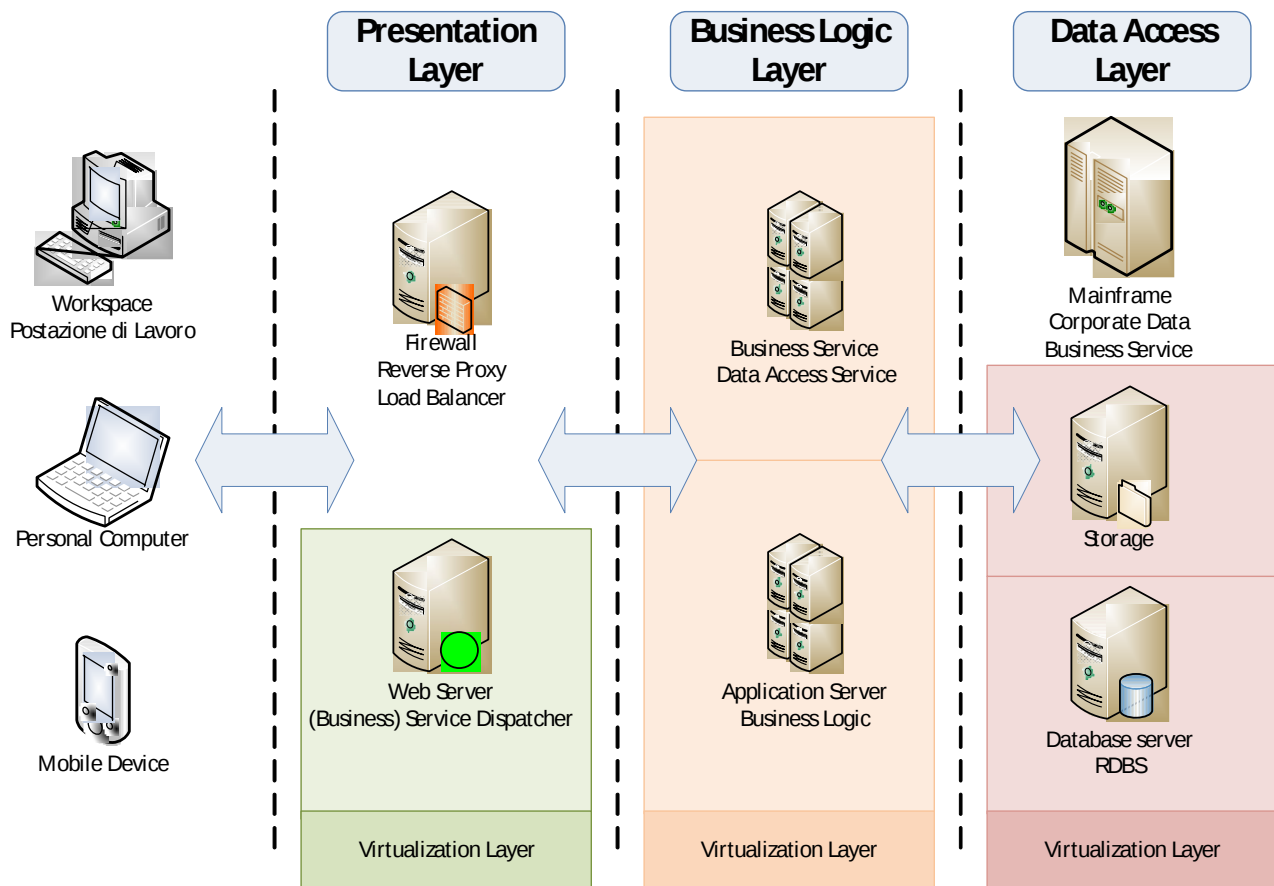 Presentation
Layer
Business Logic
Layer
Data Access
Layer
Workspace
Postazione di Lavoro
Personal Computer
Mobile Device
Firewall
Reverse Proxy
Load Balancer
Web Server
(Business) Service Dispatcher
Virtualization Layer
Business Service
Data Access Service
Application Server
Business Logic
Virtualization Layer
Mainframe
Corporate Data
Business Service
Storage
Database server
RDBS
Virtualization Layer